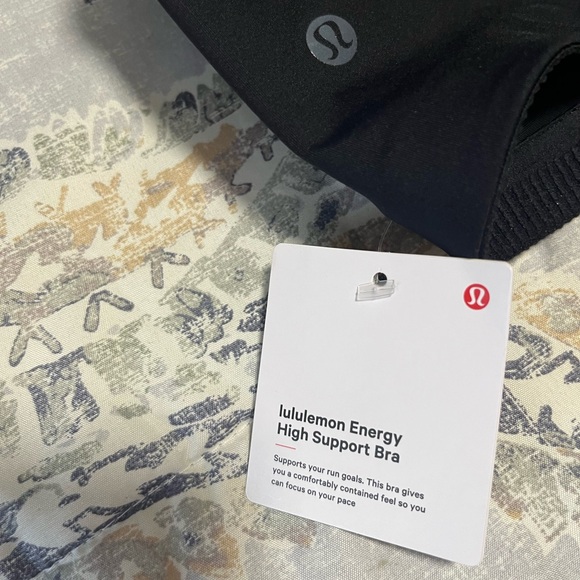 lululemon Energy
High Support Bra
Supports your run goals. This bra gives
you a comfortably contained feel so you
can focus on your pace